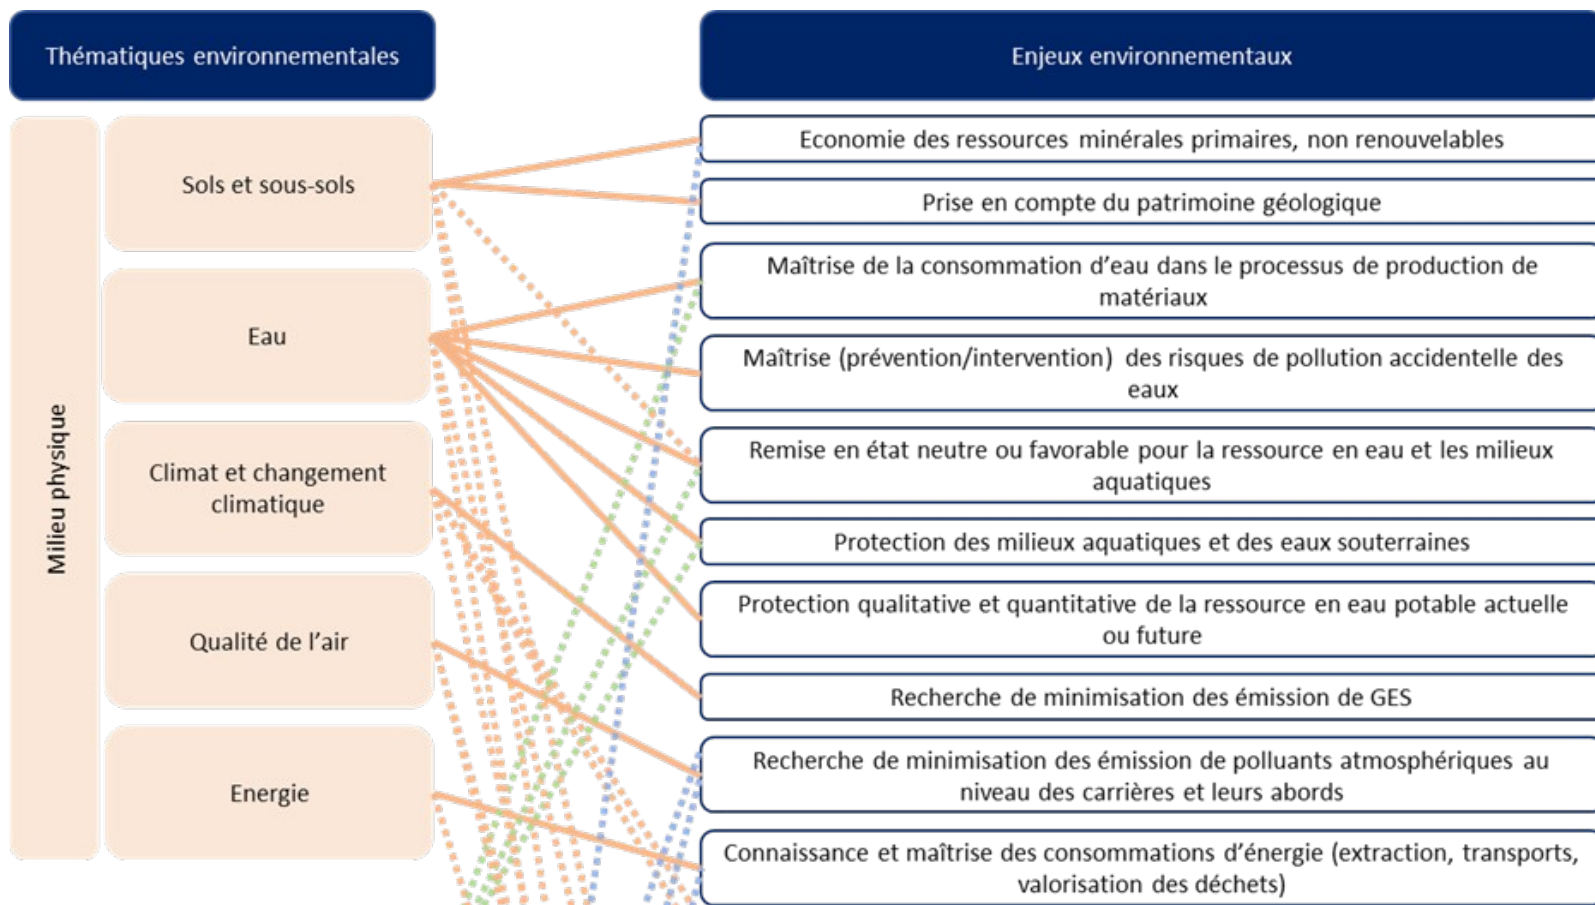 Thématiques environnementales
Enjeux environnementaux
Milieu physique
Sols et sous-sols
Eau
Climat et changement
climatique
Qualité de l'air
Energie
Economie des ressources minérales primaires, non renouvelables
Prise en compte du patrimoine géologique
Maîtrise de la consommation d'eau dans le processus de production de
matériaux
Maîtrise (prévention/intervention) des risques de pollution accidentelle des
eaux
Remise en état neutre ou favorable pour la ressource en eau et les milieux
aquatiques
Protection des milieux aquatiques et des eaux souterraines
Protection qualitative et quantitative de la ressource en eau potable actuelle
ou future
Recherche de minimisation des émission de GES
Recherche de minimisation des émission de polluants atmosphériques au
niveau des carrières et leurs abords
Connaissance et maîtrise des consommations d'énergie (extraction, transports,
valorisation des déchets)